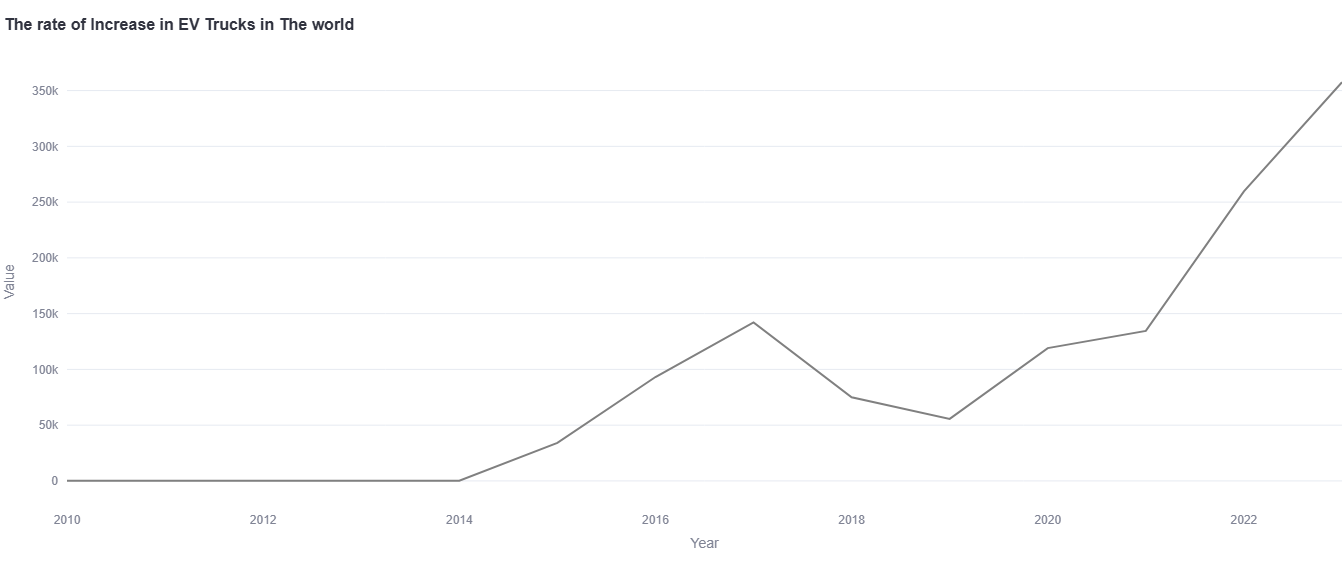 The rate of Increase in EV Trucks in The world
350k
300k
250k
200k
150k
100k
50k
0
Value
2010 2012 2014 2016 2018 2020 2022
Year